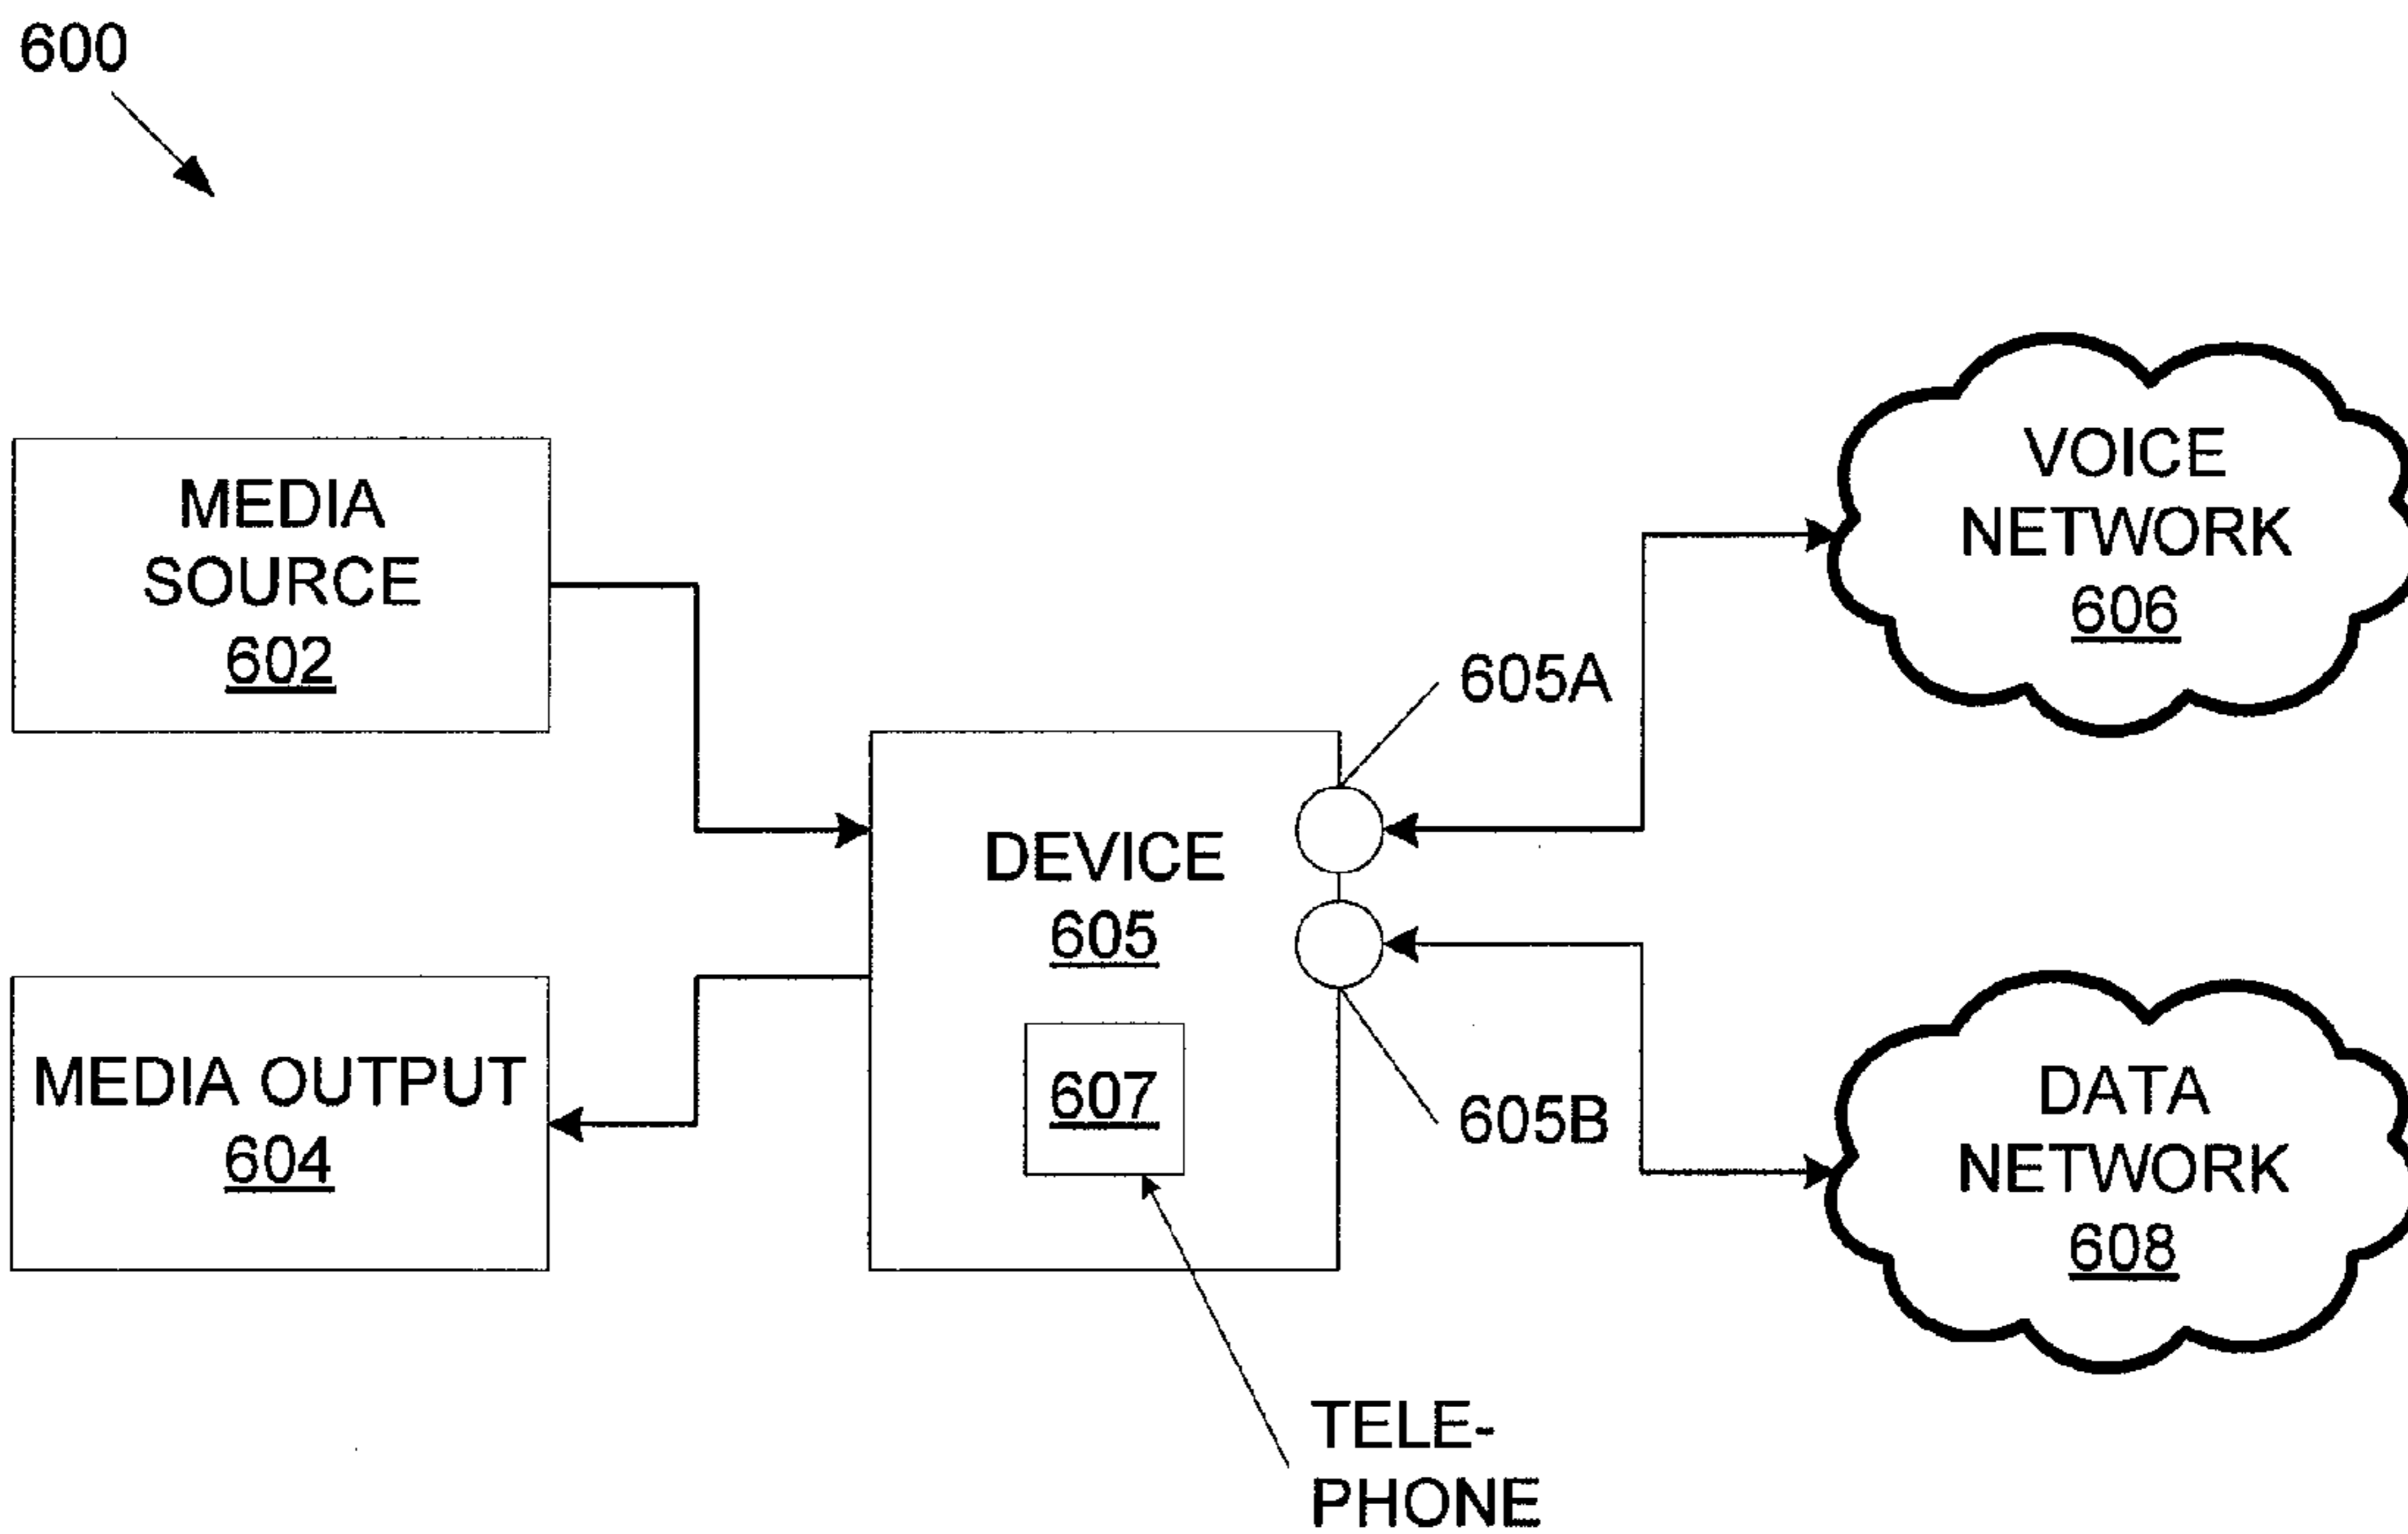 600
MEDIA
SOURCE
602
MEDIA OUTPUT
604
DEVICE
605
607
605A
605B
TELE-
PHONE
VOICE
NETWORK
606
DATA
NETWORK
608